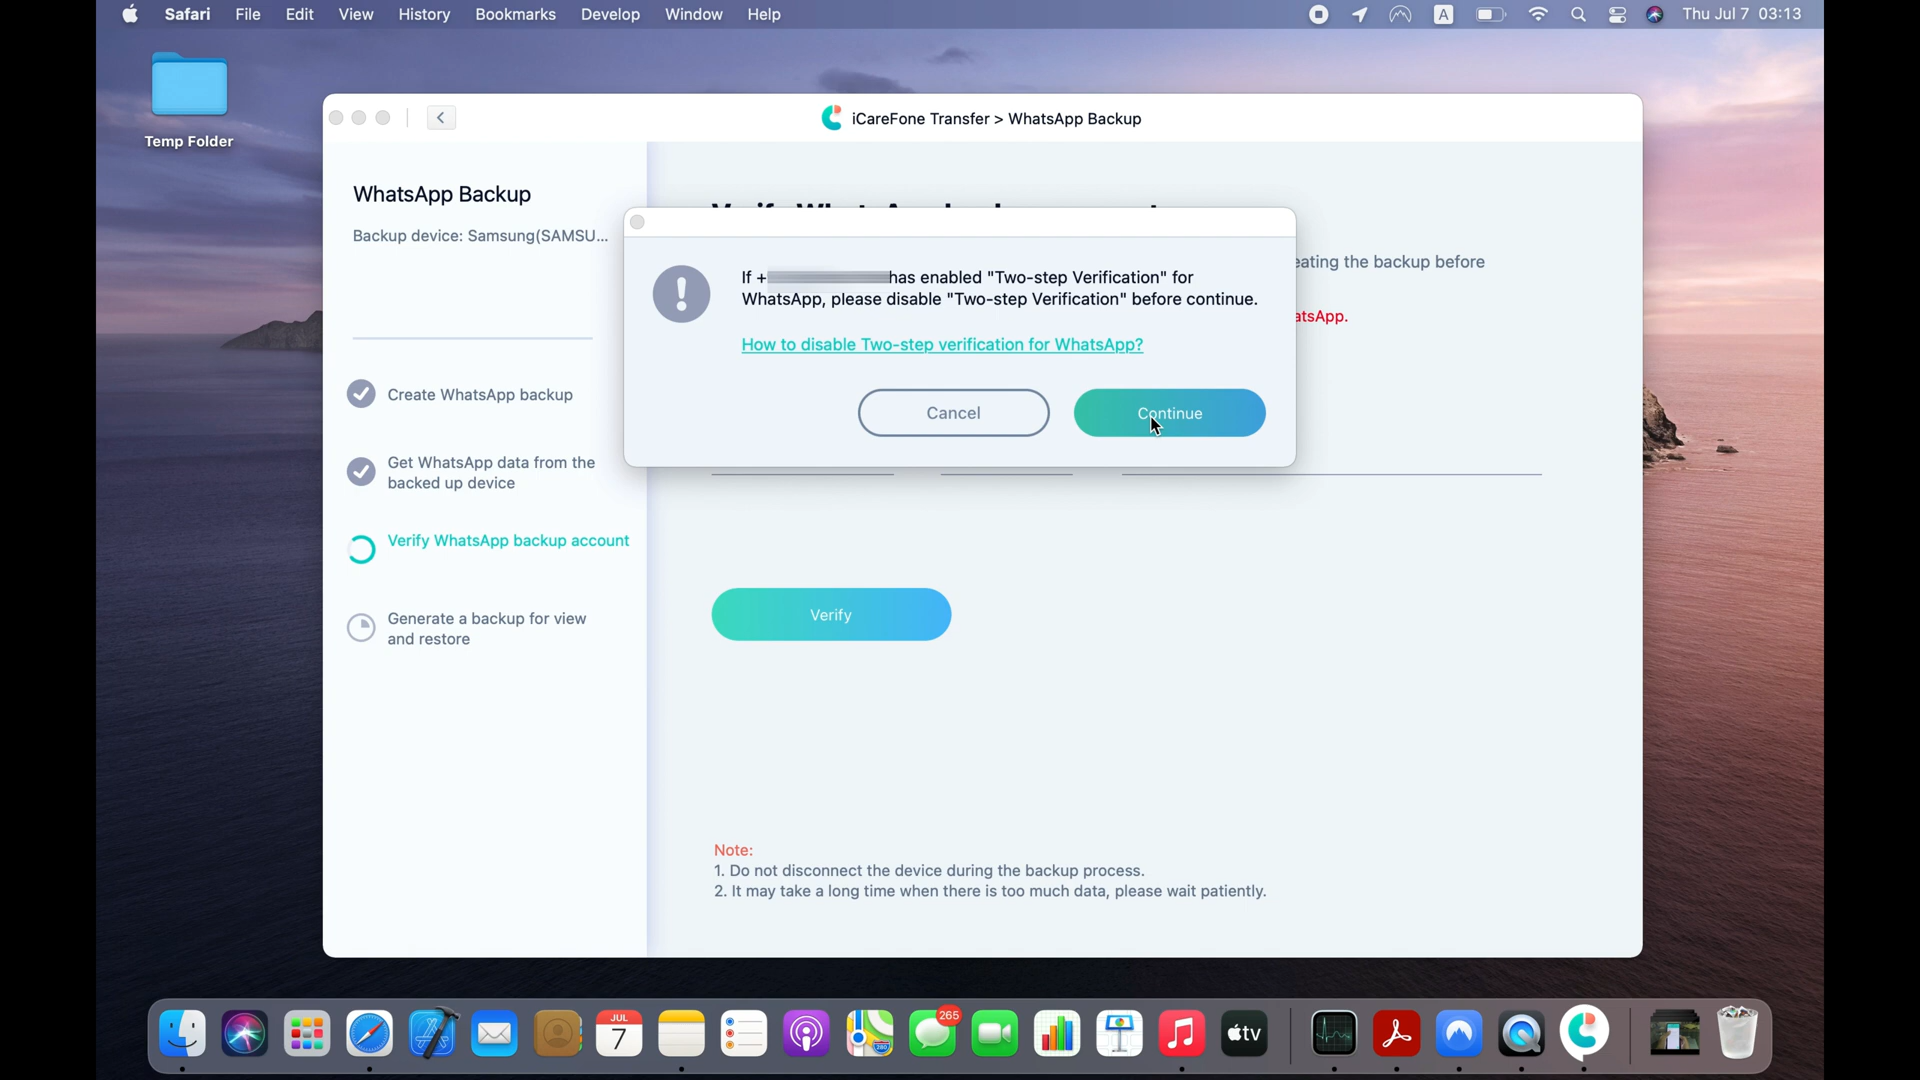 Safari File Edit View History Bookmarks Develop Window Help A Thu Jul 7 03:13
Temp Folder
iCareFone Transfer > WhatsApp Backup
WhatsApp Backup
Backup device: Samsung(SAMSU...
Create WhatsApp backup
Get WhatsApp data from the
backed up device
Verify WhatsApp backup account
Generate a backup for view
and restore
eating the backup before
atsApp.
If + has enabled "Two-step Verification" for
WhatsApp, please disable "Two-step Verification" before continue.
How to disable Two-step verification for WhatsApp?
Cancel Continue
Verify
Note:
1. Do not disconnect the device during the backup process.
2. It may take a long time when there is too much data, please wait patiently.
JUL
7
265
280
tv